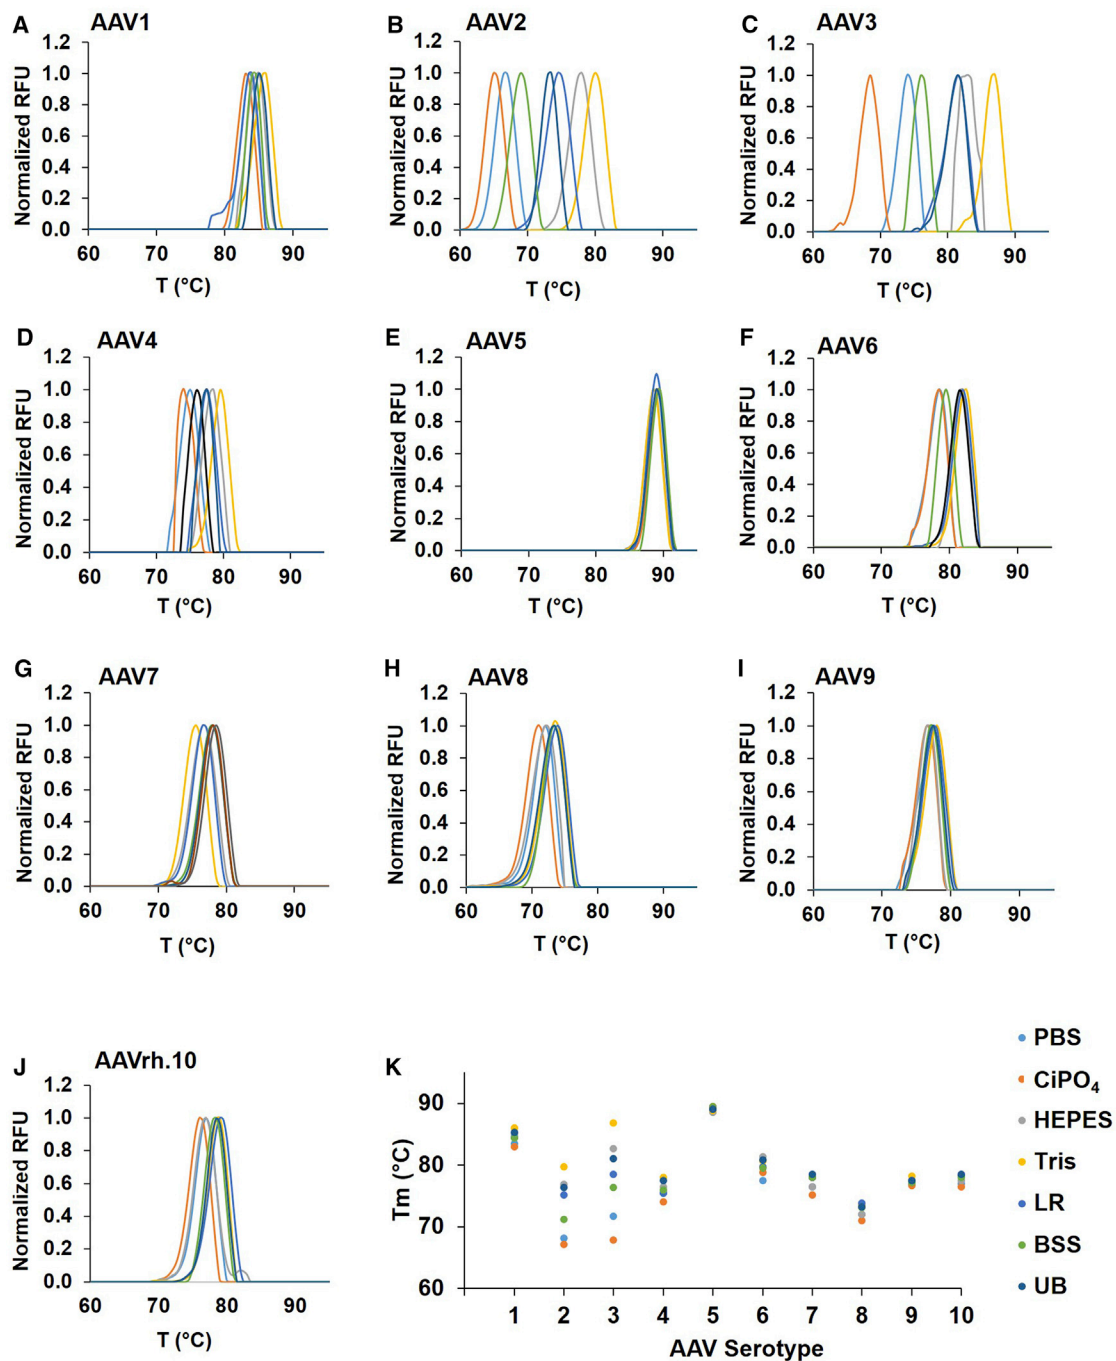 A AAV1
1.2
1.0
0.8
0.6
0.4
0.2
0.0
Normalized RFU
60 70 80 90
T (°C)
B AAV2
1.2
1.0
0.8
0.6
0.4
0.2
0.0
Normalized RFU
60 70 80 90
T (°C)
C AAV3
1.2
1.0
0.8
0.6
0.4
0.2
0.0
Normalized RFU
60 70 80 90
T (°C)
D AAV4
1.2
1.0
0.8
0.6
0.4
0.2
0.0
Normalized RFU
60 70 80 90
T (°C)
E AAV5
1.2
1.0
0.8
0.6
0.4
0.2
0.0
Normalized RFU
60 70 80 90
T (°C)
F AAV6
1.2
1.0
0.8
0.6
0.4
0.2
0.0
Normalized RFU
60 70 80 90
T (°C)
G AAV7
1.2
1.0
0.8
0.6
0.4
0.2
0.0
Normalized RFU
60 70 80 90
T (°C)
H AAV8
1.2
1.0
0.8
0.6
0.4
0.2
0.0
Normalized RFU
60 70 80 90
T (°C)
I AAV9
1.2
1.0
0.8
0.6
0.4
0.2
0.0
Normalized RFU
60 70 80 90
T (°C)
J AAVrh.10
1.2
1.0
0.8
0.6
0.4
0.2
0.0
Normalized RFU
60 70 80 90
T (°C)
K
90
80
70
60
Tm (°C)
1 2 3 4 5 6 7 8 9 10
AAV Serotype
PBS
CiPO₄
HEPES
Tris
LR
BSS
UB